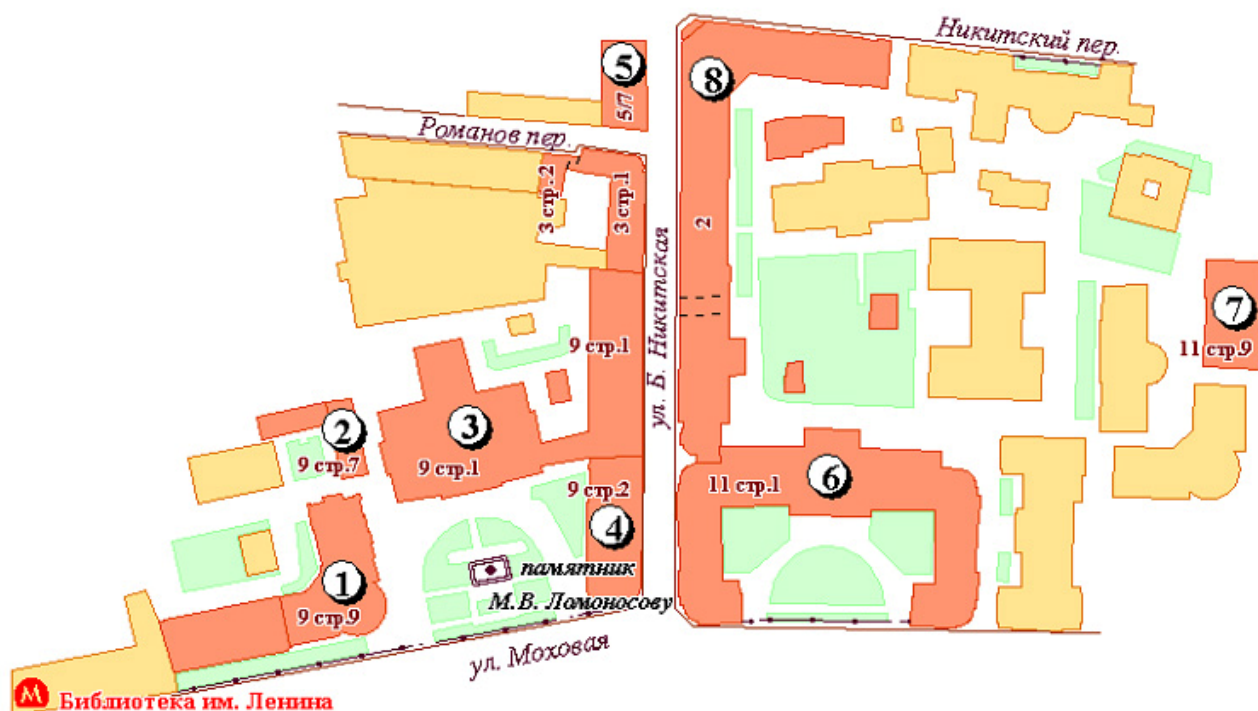 Никитский пер.
5
8
5/7
Романов пер.
3 стр.2
3 стр.1
2
ул. Б. Никитская
7
11 стр.9
9 стр.1
2
3
9 стр.7
9 стр.1
6
11 стр.1
9 стр.2
4
1
памятник
М.В. Ломоносову
9 стр.9
ул. Моховая
М Библиотека им. Ленина